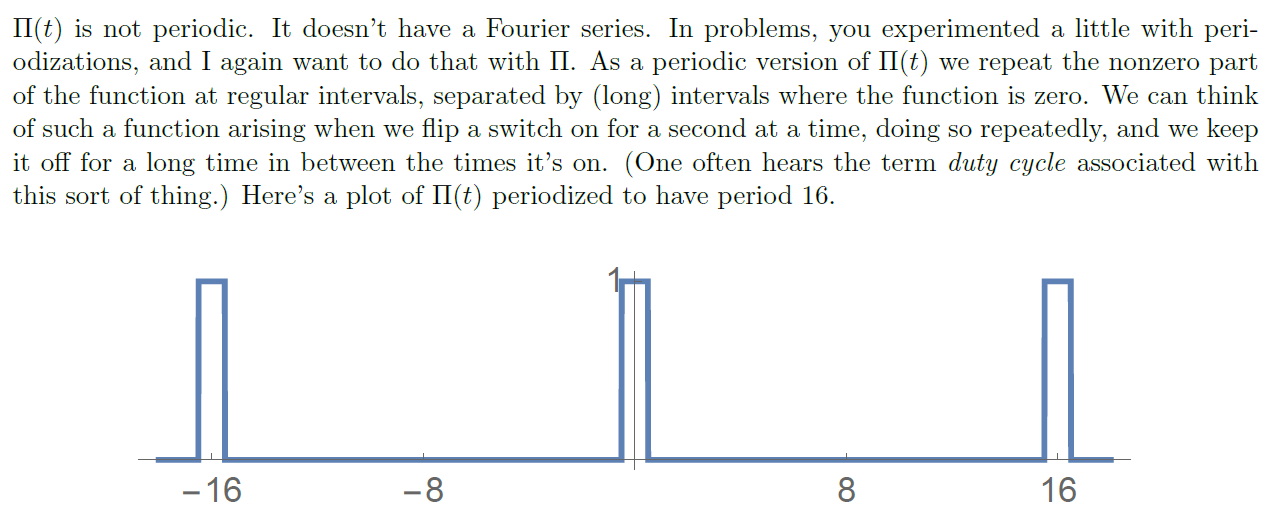 Π(t) is not periodic. It doesn't have a Fourier series. In problems, you experimented a little with peri-
odizations, and I again want to do that with Π. As a periodic version of Π(t) we repeat the nonzero part
of the function at regular intervals, separated by (long) intervals where the function is zero. We can think
of such a function arising when we flip a switch on for a second at a time, doing so repeatedly, and we keep
it off for a long time in between the times it's on. (One often hears the term duty cycle associated with
this sort of thing.) Here's a plot of Π(t) periodized to have period 16.
1
−16 −8 8 16